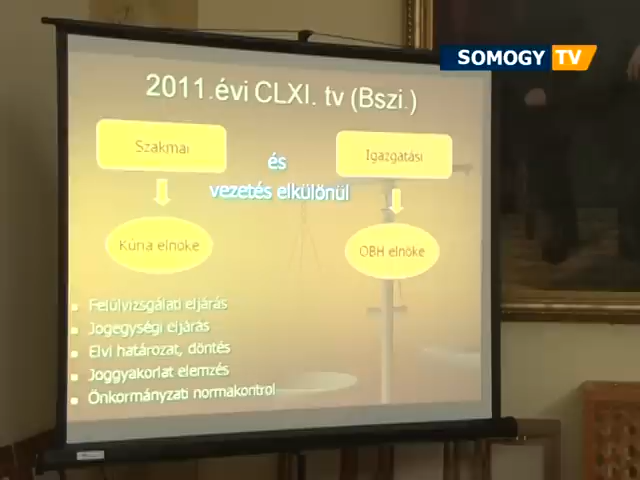 SOMOGY TV
2011.évi CLXI. tv (Bszi.)
Szakmai
Igazgatási
és
vezetés elkülönül
Kúria elnöke
OBH elnöke
Felülvizsgálati eljárás
Jogegységi eljárás
Elvi határozat, döntés
Joggyakorlat elemzés
Önkormányzati normakontrol